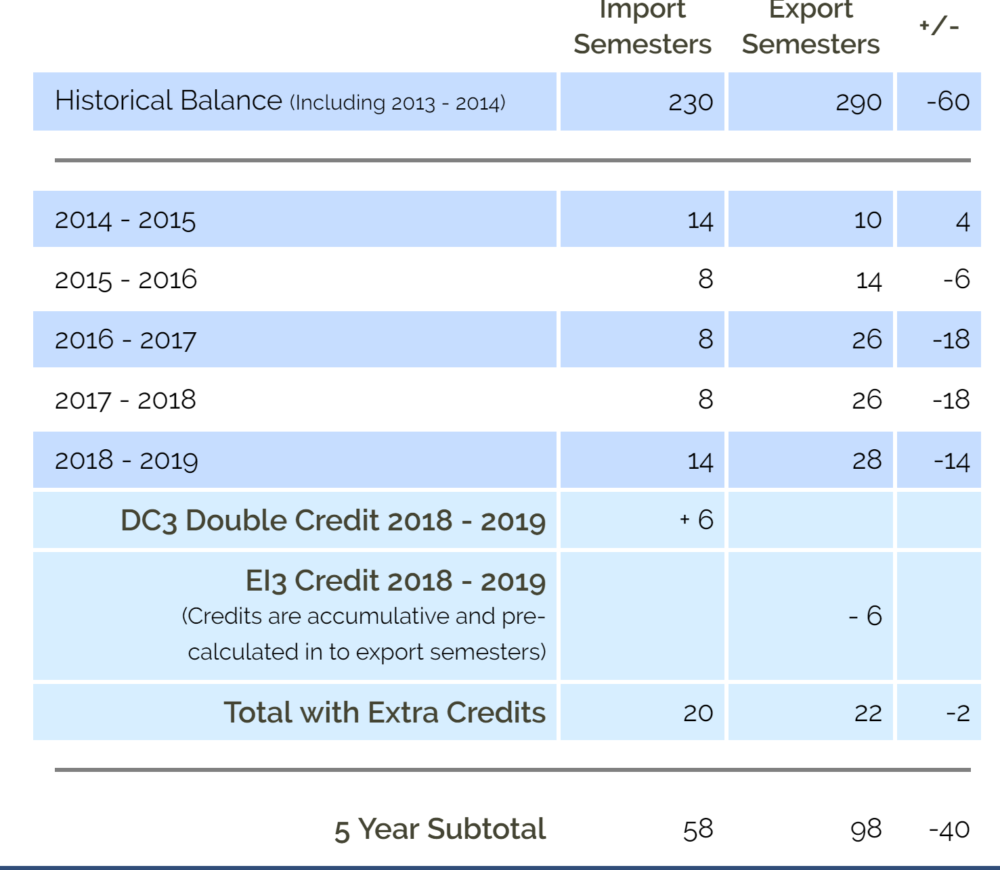 Import Export
Semesters Semesters +/-
Historical Balance (Including 2013 - 2014) 230 290 -60
2014 - 2015 14 10 4
2015 - 2016 8 14 -6
2016 - 2017 8 26 -18
2017 - 2018 8 26 -18
2018 - 2019 14 28 -14
DC3 Double Credit 2018 - 2019 + 6
EI3 Credit 2018 - 2019
(Credits are accumulative and pre- - 6
calculated in to export semesters)
Total with Extra Credits 20 22 -2
5 Year Subtotal 58 98 -40